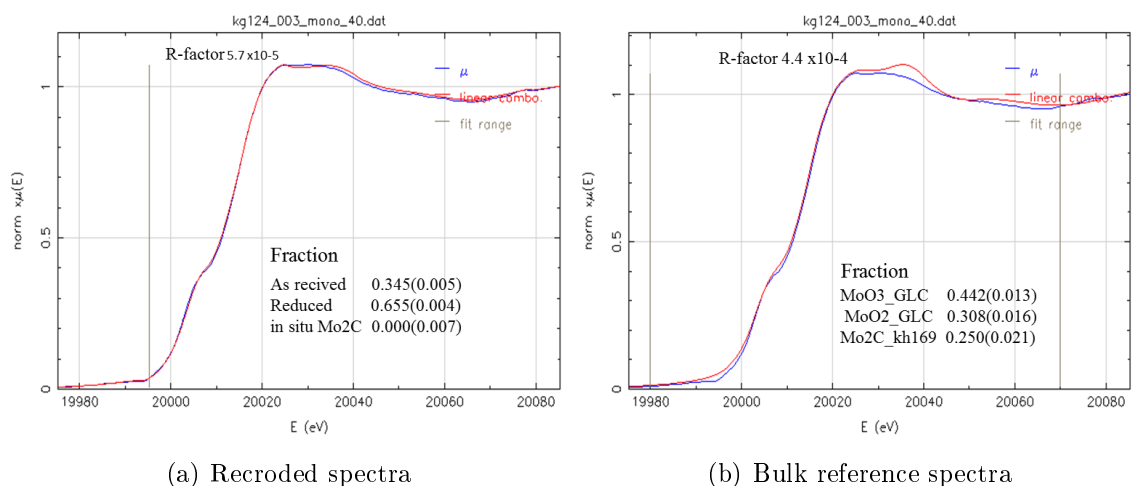 kg124_003_mono_40.dat
R-factor 5.7 x10-5
μ
linear combo.
fit range
norm xμ(E)
1
0.5
0
Fraction
As recived 0.345(0.005)
Reduced 0.655(0.004)
in situ Mo2C 0.000(0.007)
19980 20000 20020 20040 20060 20080
E (eV)
(a) Recroded spectra
kg124_003_mono_40.dat
R-factor 4.4 x10-4
μ
linear combo.
fit range
norm xμ(E)
1
0.5
0
Fraction
MoO3_GLC 0.442(0.013)
MoO2_GLC 0.308(0.016)
Mo2C_kh169 0.250(0.021)
19980 20000 20020 20040 20060 20080
E (eV)
(b) Bulk reference spectra